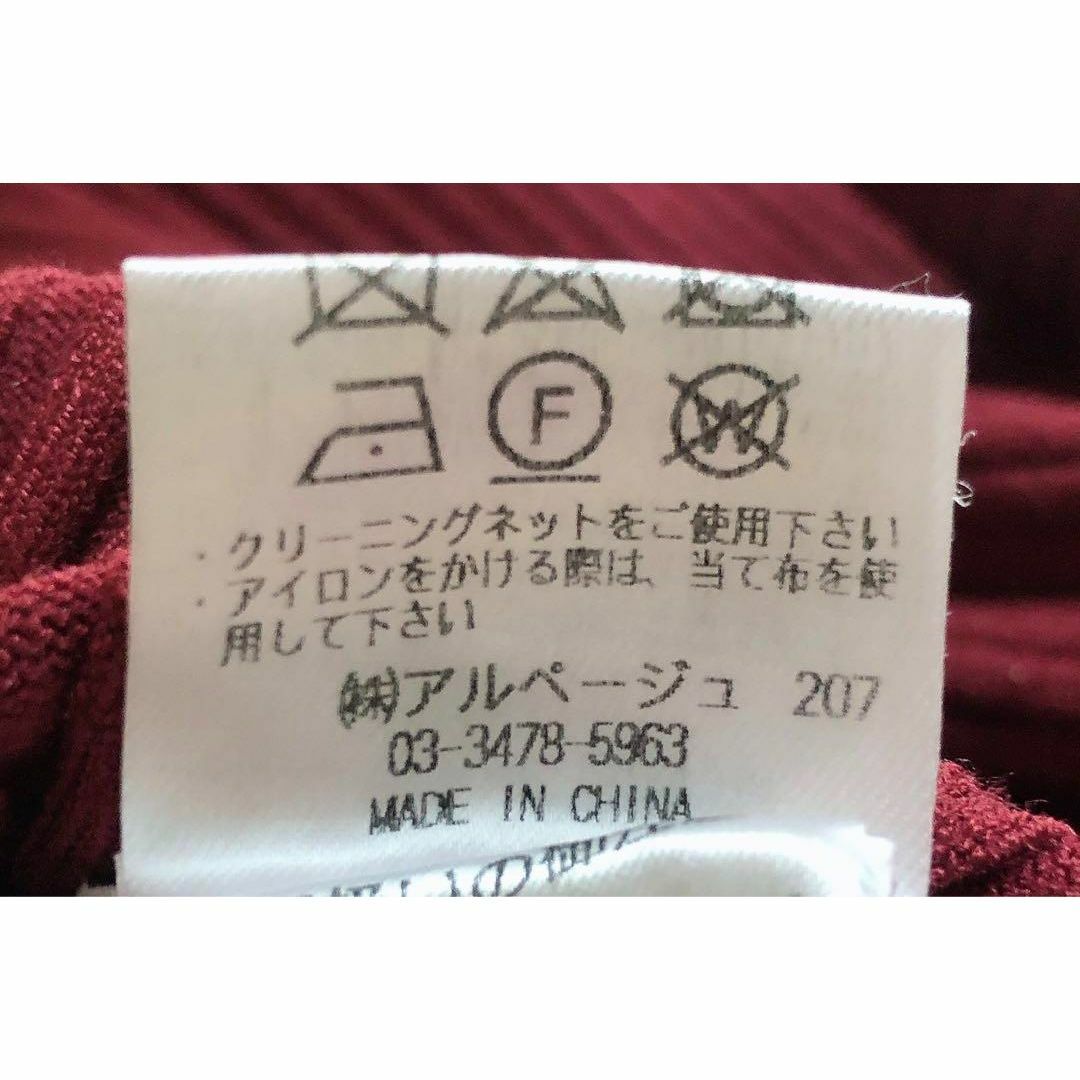 F
W
・クリーニングネットをご使用下さい
・アイロンをかける際は、当て布を使
用して下さい
㈱アルページュ 207
03-3478-5963
MADE IN CHINA